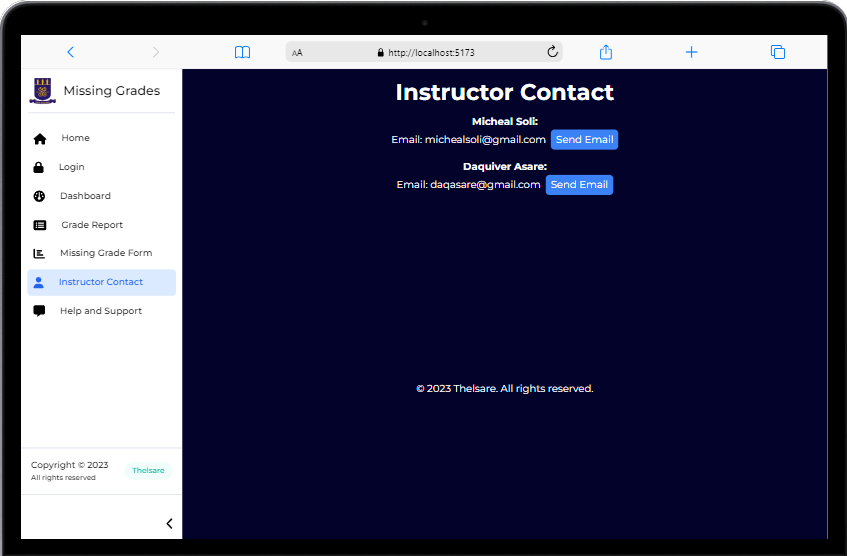 AA http://localhost:5173
Missing Grades
Home
Login
Dashboard
Grade Report
Missing Grade Form
Instructor Contact
Help and Support
Copyright © 2023
All rights reserved
Thelsare
Instructor Contact
Micheal Soli:
Email: michealsoli@gmail.com Send Email
Daquiver Asare:
Email: daqasare@gmail.com Send Email
© 2023 Thelsare. All rights reserved.